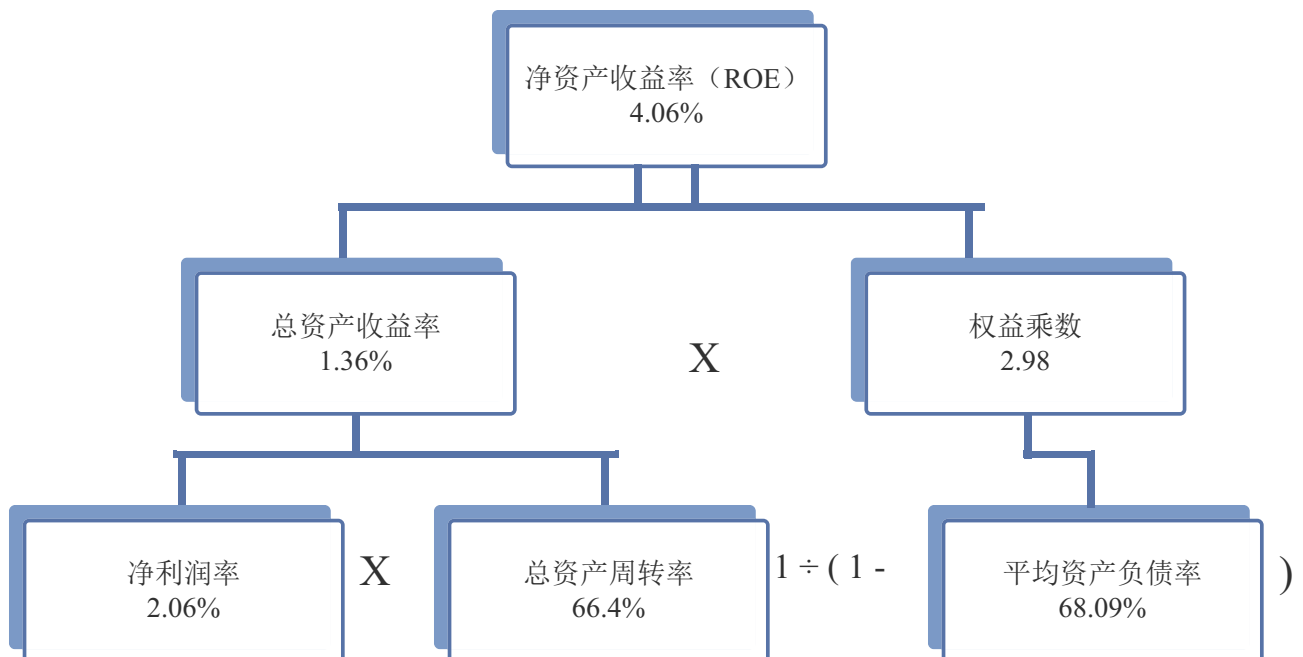 净资产收益率（ROE）
4.06%
总资产收益率
1.36%
X
权益乘数
2.98
净利润率
2.06%
X
总资产周转率
66.4%
1 ÷ ( 1 -
平均资产负债率
68.09%
)